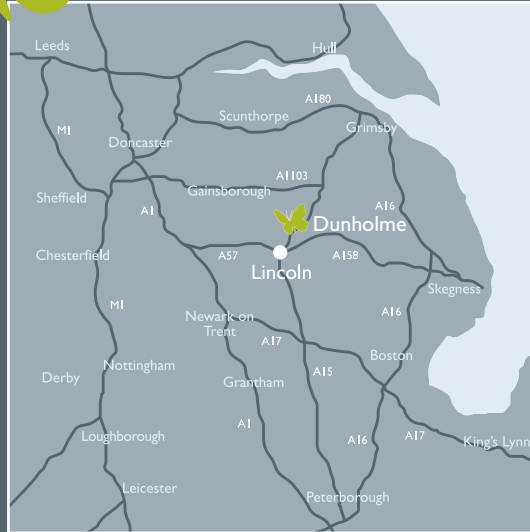 Leeds
Hull
A180
Scunthorpe
M1
Grimsby
Doncaster
A1103
Gainsborough
Sheffield
A1
A16
Dunholme
Chesterfield
A57
A158
Lincoln
Skegness
M1
Newark on
Trent
A16
A17
Boston
Nottingham
A15
Derby
Grantham
A1
Loughborough
A16
A17
King's Lynn
Leicester
Peterborough